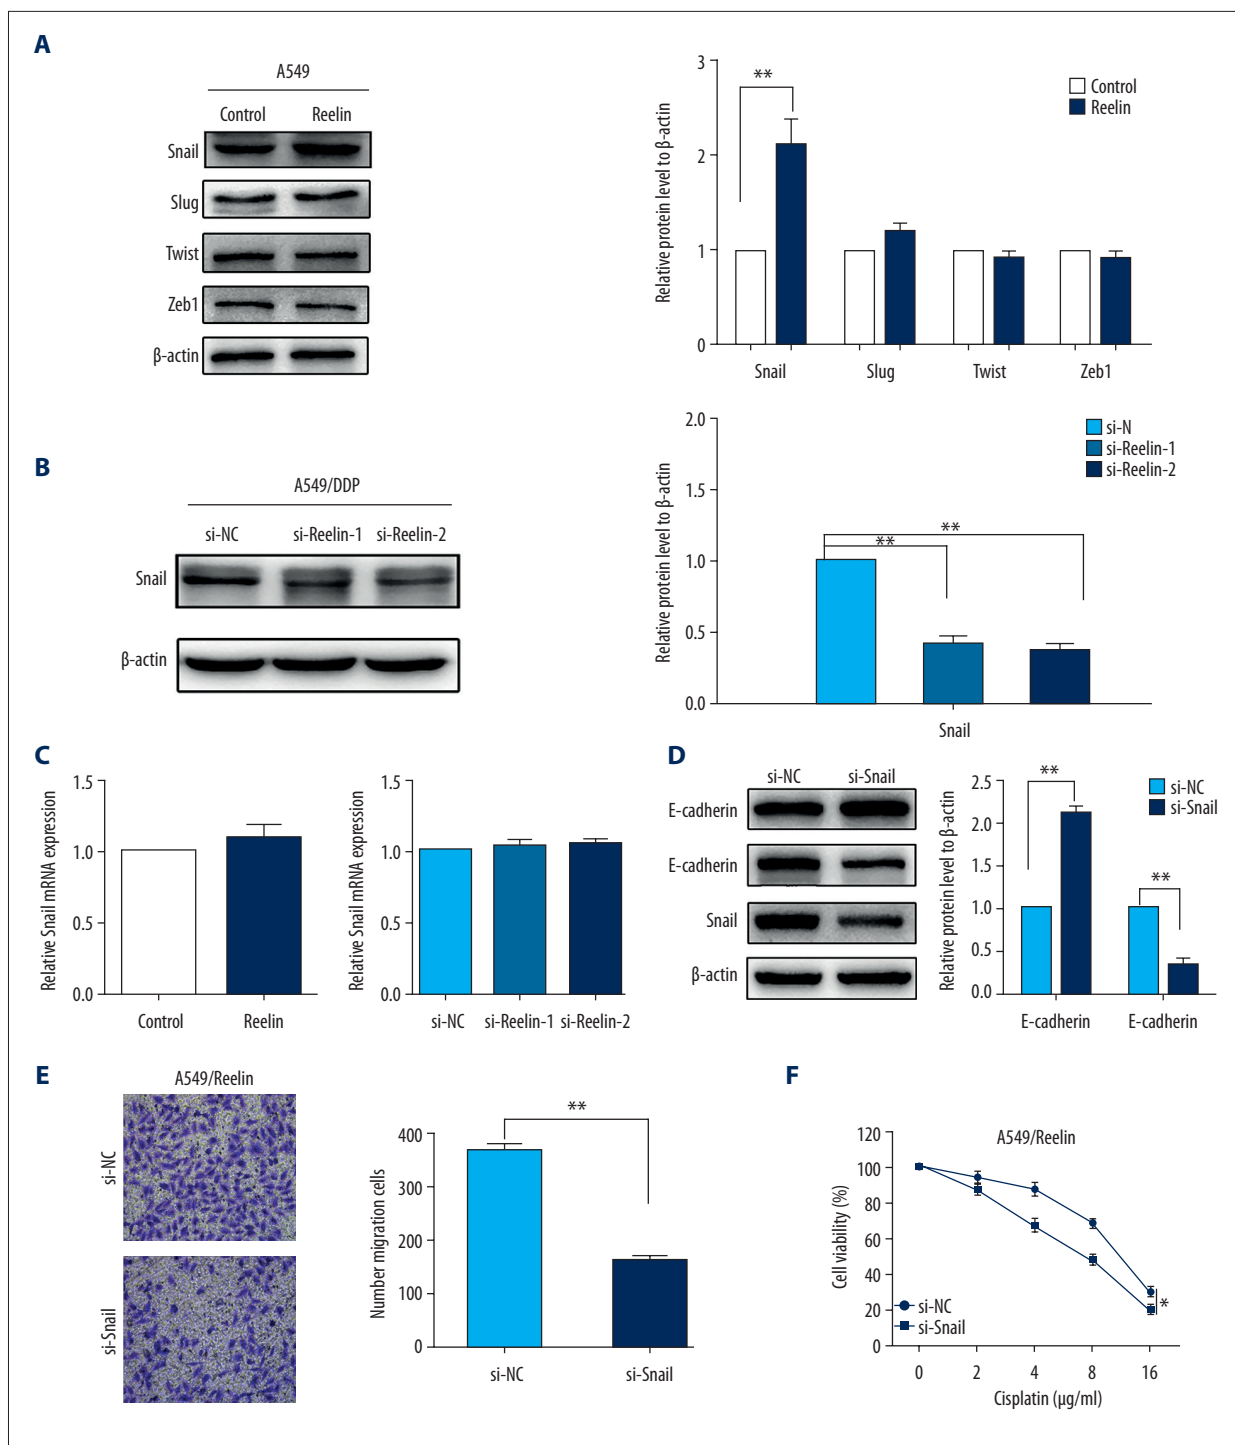 A
A549
Control Reelin
Snail
Slug
Twist
Zeb1
β-actin
Relative protein level to β-actin
3
2
1
0
**
Control
Reelin
Snail Slug Twist Zeb1
B
A549/DDP
si-NC si-Reelin-1 si-Reelin-2
Snail
β-actin
Relative protein level to β-actin
2.0
1.5
1.0
0.5
0.0
**
**
si-N
si-Reelin-1
si-Reelin-2
Snail
C
Relative Snail mRNA expression
1.5
1.0
0.5
0.0
Control Reelin
Relative Snail mRNA expression
1.5
1.0
0.5
0.0
si-NC si-Reelin-1 si-Reelin-2
D
si-NC si-Snail
E-cadherin
E-cadherin
Snail
β-actin
Relative protein level to β-actin
2.5
2.0
1.5
1.0
0.5
0.0
**
**
si-NC
si-Snail
E-cadherin E-cadherin
E
A549/Reelin
si-NC
si-Snail
Number migration cells
400
300
200
100
0
**
si-NC si-Snail
F
A549/Reelin
Cell viability (%)
120
100
80
60
40
20
0
si-NC
si-Snail
*
0 2 4 8 16
Cisplatin (μg/ml)